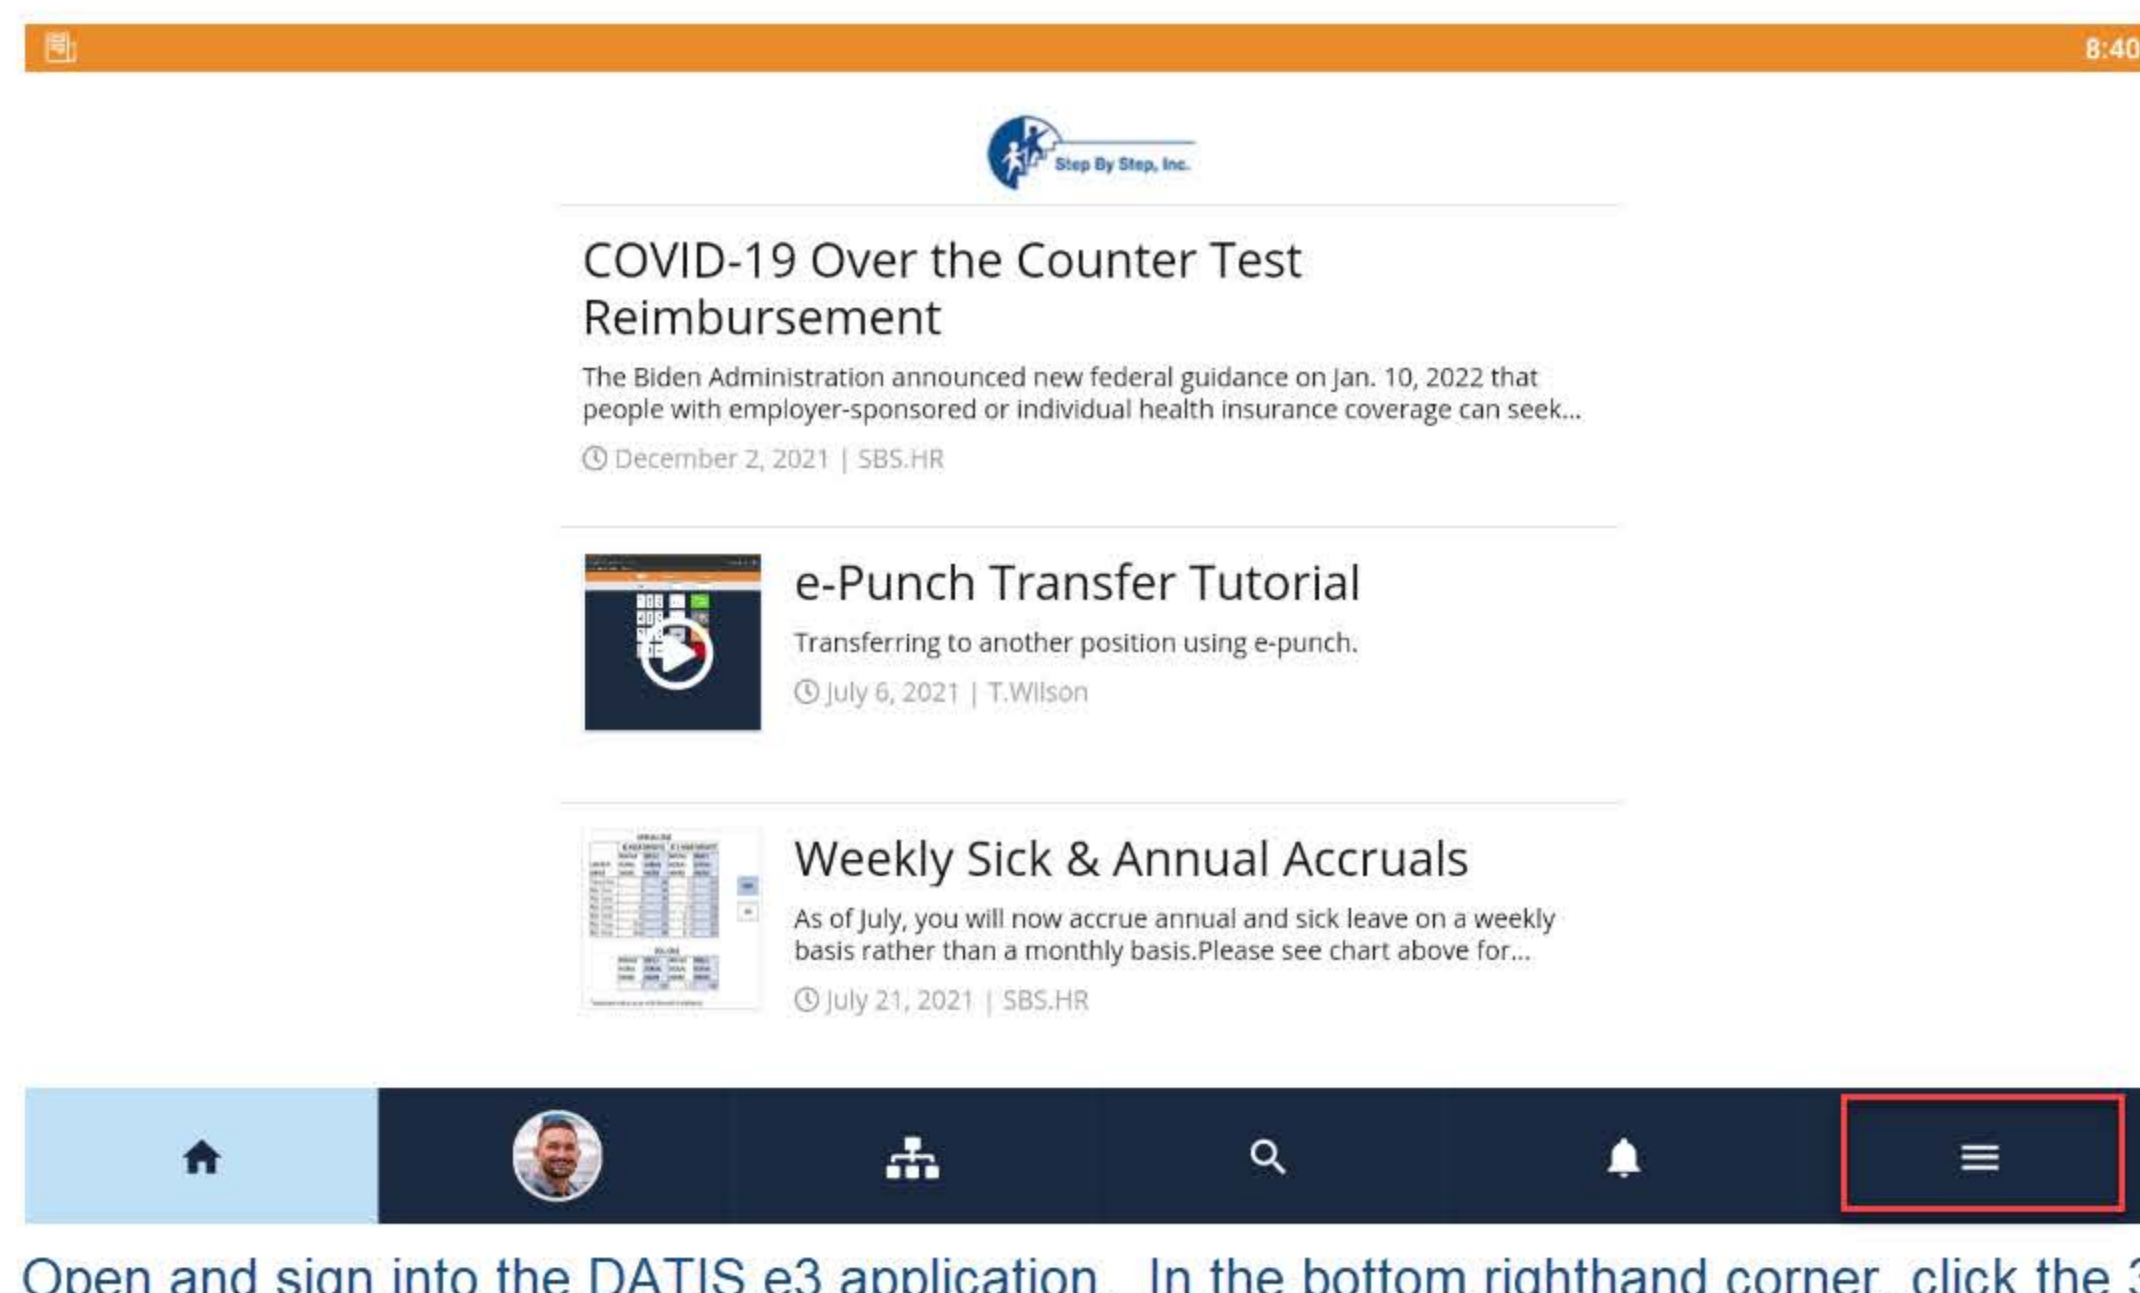 8:40
Step By Step, Inc.
COVID-19 Over the Counter Test
Reimbursement
The Biden Administration announced new federal guidance on Jan. 10, 2022 that
people with employer-sponsored or individual health insurance coverage can seek...
December 2, 2021 | SBS.HR
e-Punch Transfer Tutorial
Transferring to another position using e-punch.
July 6, 2021 | T.Wilson
Weekly Sick & Annual Accruals
As of July, you will now accrue annual and sick leave on a weekly
basis rather than a monthly basis.Please see chart above for...
July 21, 2021 | SBS.HR
Open and sign into the DATIS e3 application. In the bottom righthand corner, click the 3